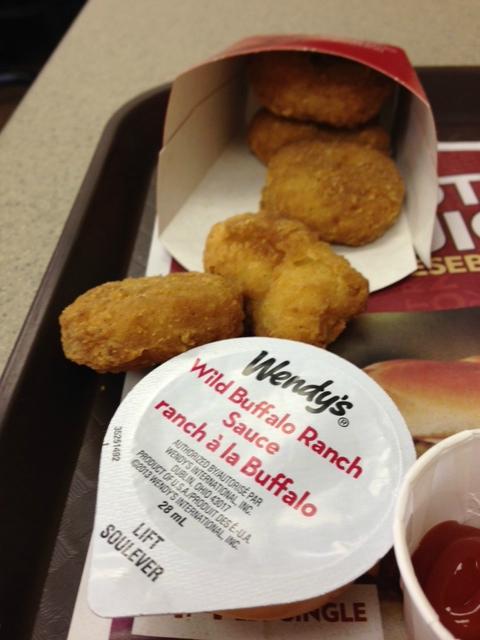 Wendy's®
Wild Buffalo Ranch
Sauce
ranch à la Buffalo
AUTHORIZED BY/AUTORISÉ PAR
WENDY'S INTERNATIONAL, INC.
DUBLIN, OHIO 43017
PRODUCT OF U.S.A./PRODUIT DES É.-U.A.
©2013 WENDY'S INTERNATIONAL, INC.
28 mL
LIFT
SOULEVER
35251492
SINGLE